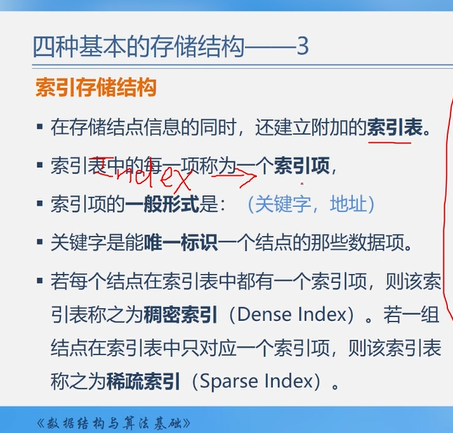 四种基本的存储结构——3
索引存储结构
▪ 在存储结点信息的同时，还建立附加的索引表。
▪ 索引表中的每一项称为一个索引项，
Index
▪ 索引项的一般形式是：（关键字，地址）
▪ 关键字是能唯一标识一个结点的那些数据项。
▪ 若每个结点在索引表中都有一个索引项，则该索
引表称之为稠密索引（Dense Index）。若一组
结点在索引表中只对应一个索引项，则该索引表
称之为稀疏索引（Sparse Index）。
《数据结构与算法基础》